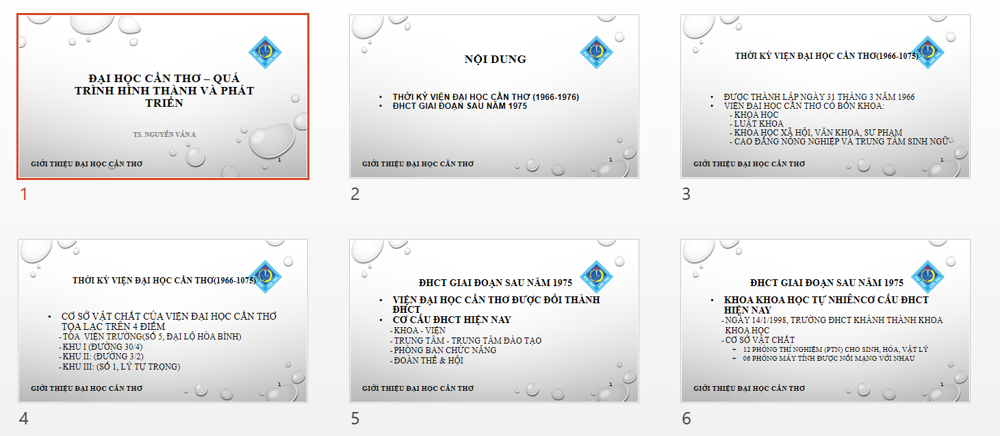 ĐẠI HỌC CẦN THƠ – QUÁ
TRÌNH HÌNH THÀNH VÀ PHÁT
TRIỂN
TS. NGUYỄN VĂN A
GIỚI THIỆU ĐẠI HỌC CẦN THƠ
1
1
NỘI DUNG
• THỜI KỲ VIỆN ĐẠI HỌC CẦN THƠ (1966-1976)
• ĐHCT GIAI ĐOẠN SAU NĂM 1975
GIỚI THIỆU ĐẠI HỌC CẦN THƠ
1
2
THỜI KỲ VIỆN ĐẠI HỌC CẦN THƠ(1966-1075)
• ĐƯỢC THÀNH LẬP NGÀY 31 THÁNG 3 NĂM 1966
• VIỆN ĐẠI HỌC CẦN THƠ CÓ BỐN KHOA:
- KHOA HỌC
- LUẬT KHOA
- KHOA HỌC XÃ HỘI, VĂN KHOA, SƯ PHẠM
- CAO ĐẲNG NÔNG NGHIỆP VÀ TRUNG TÂM SINH NGỮ
GIỚI THIỆU ĐẠI HỌC CẦN THƠ
1
3
THỜI KỲ VIỆN ĐẠI HỌC CẦN THƠ(1966-1075)
• CƠ SỞ VẬT CHẤT CỦA VIỆN ĐẠI HỌC CẦN THƠ
TỌA LẠC TRÊN 4 ĐIỂM
- TÒA VIỆN TRƯỜNG(SỐ 5, ĐẠI LỘ HÒA BÌNH)
- KHU I (ĐƯỜNG 30/4)
- KHU II: (ĐƯỜNG 3/2)
- KHU III: (SỐ 1, LÝ TỰ TRỌNG)
GIỚI THIỆU ĐẠI HỌC CẦN THƠ
1
4
ĐHCT GIAI ĐOẠN SAU NĂM 1975
• VIỆN ĐẠI HỌC CẦN THƠ ĐƯỢC ĐỔI THÀNH
ĐHCT
• CƠ CẤU ĐHCT HIỆN NAY
- KHOA - VIỆN
- TRUNG TÂM - TRUNG TÂM ĐÀO TẠO
- PHÒNG BAN CHỨC NĂNG
- ĐOÀN THỂ & HỘI
GIỚI THIỆU ĐẠI HỌC CẦN THƠ
1
5
ĐHCT GIAI ĐOẠN SAU NĂM 1975
• KHOA KHOA HỌC TỰ NHIÊNCƠ CẤU ĐHCT
HIỆN NAY
- NGÀY 14/1/1998, TRƯỜNG ĐHCT KHÁNH THÀNH KHOA
KHOA HỌC
- CƠ SỞ VẬT CHẤT
+ 12 PHÒNG THÍ NGHIỆM (PTN) CHO SINH, HÓA, VẬT LÝ
+ 06 PHÒNG MÁY TÍNH ĐƯỢC NỐI MẠNG VỚI NHAU
GIỚI THIỆU ĐẠI HỌC CẦN THƠ
1
6